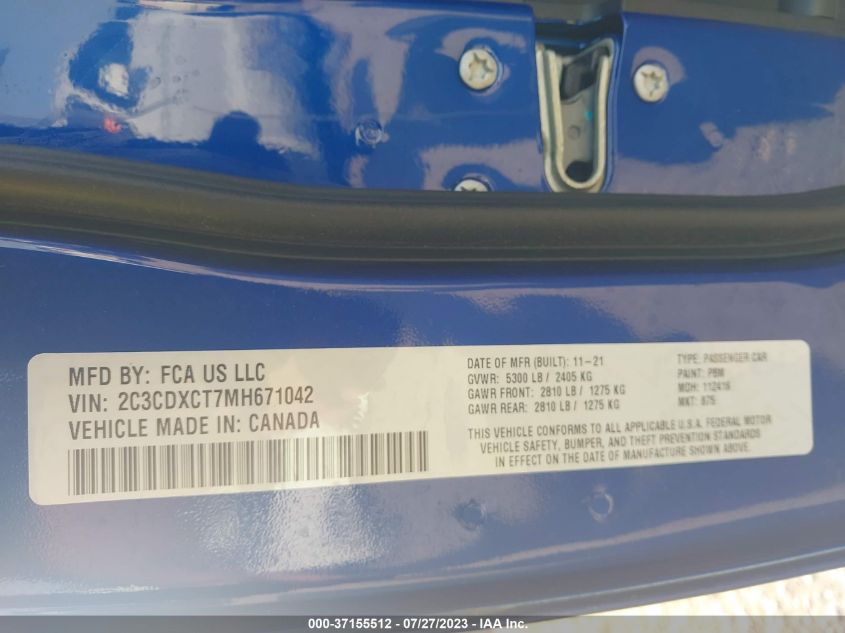 MFD BY: FCA US LLC
VIN: 2C3CDXCT7MH671042
VEHICLE MADE IN: CANADA
DATE OF MFR (BUILT): 11-21
GVWR: 5300 LB / 2405 KG
GAWR FRONT: 2810 LB / 1275 KG
GAWR REAR: 2810 LB / 1275 KG
TYPE: PASSENGER CAR
PAINT: PBM
MDH: 112416
MKT: 875
THIS VEHICLE CONFORMS TO ALL APPLICABLE U.S.A. FEDERAL MOTOR
VEHICLE SAFETY, BUMPER, AND THEFT PREVENTION STANDARDS
IN EFFECT ON THE DATE OF MANUFACTURE SHOWN ABOVE.
000-37155512 - 07/27/2023 - IAA Inc.